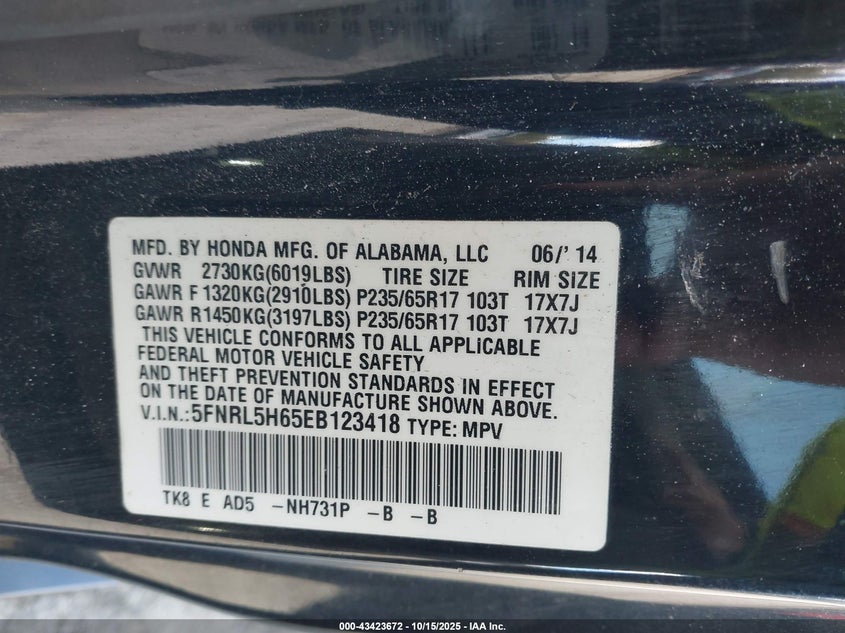 MFD. BY HONDA MFG. OF ALABAMA, LLC 06/' 14
GVWR 2730KG(6019LBS) TIRE SIZE RIM SIZE
GAWR F 1320KG(2910LBS) P235/65R17 103T 17X7J
GAWR R1450KG(3197LBS) P235/65R17 103T 17X7J
THIS VEHICLE CONFORMS TO ALL APPLICABLE
FEDERAL MOTOR VEHICLE SAFETY
AND THEFT PREVENTION STANDARDS IN EFFECT
ON THE DATE OF MANUFACTURE SHOWN ABOVE.
V.I.N.:5FNRL5H65EB123418 TYPE: MPV
TK8 E AD5 -NH731P -B -B
000-43423672 - 10/15/2025 - IAA Inc.